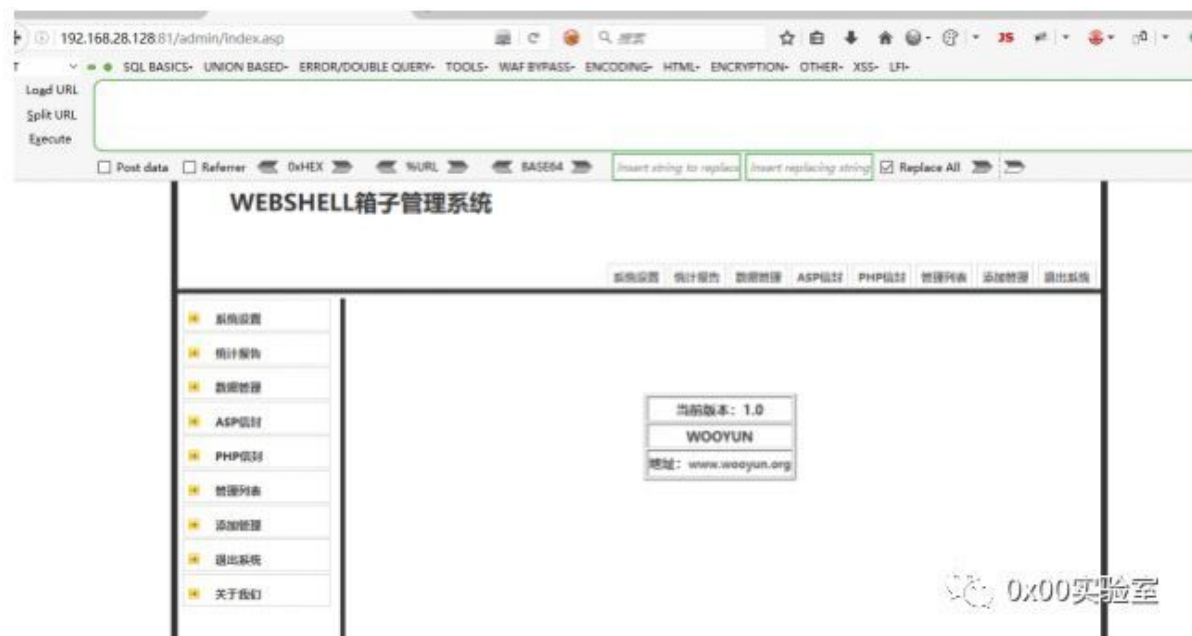 192.168.28.128:81/admin/index.asp
搜索
SQL BASICS- UNION BASED- ERROR/DOUBLE QUERY- TOOLS- WAF BYPASS- ENCODING- HTML- ENCRYPTION- OTHER- XSS- LFI-
Load URL
Split URL
Execute
Post data Referrer 0xHEX %URL BASE64 Insert string to replace Insert replacing string Replace All
WEBSHELL箱子管理系统
系统设置 统计报告 数据管理 ASP信封 PHP信封 管理列表 添加管理 退出系统
系统设置
统计报告
数据管理
ASP信封
PHP信封
管理列表
添加管理
退出系统
关于我们
当前版本：1.0
WOOYUN
地址：www.wooyun.org
0x00实验室